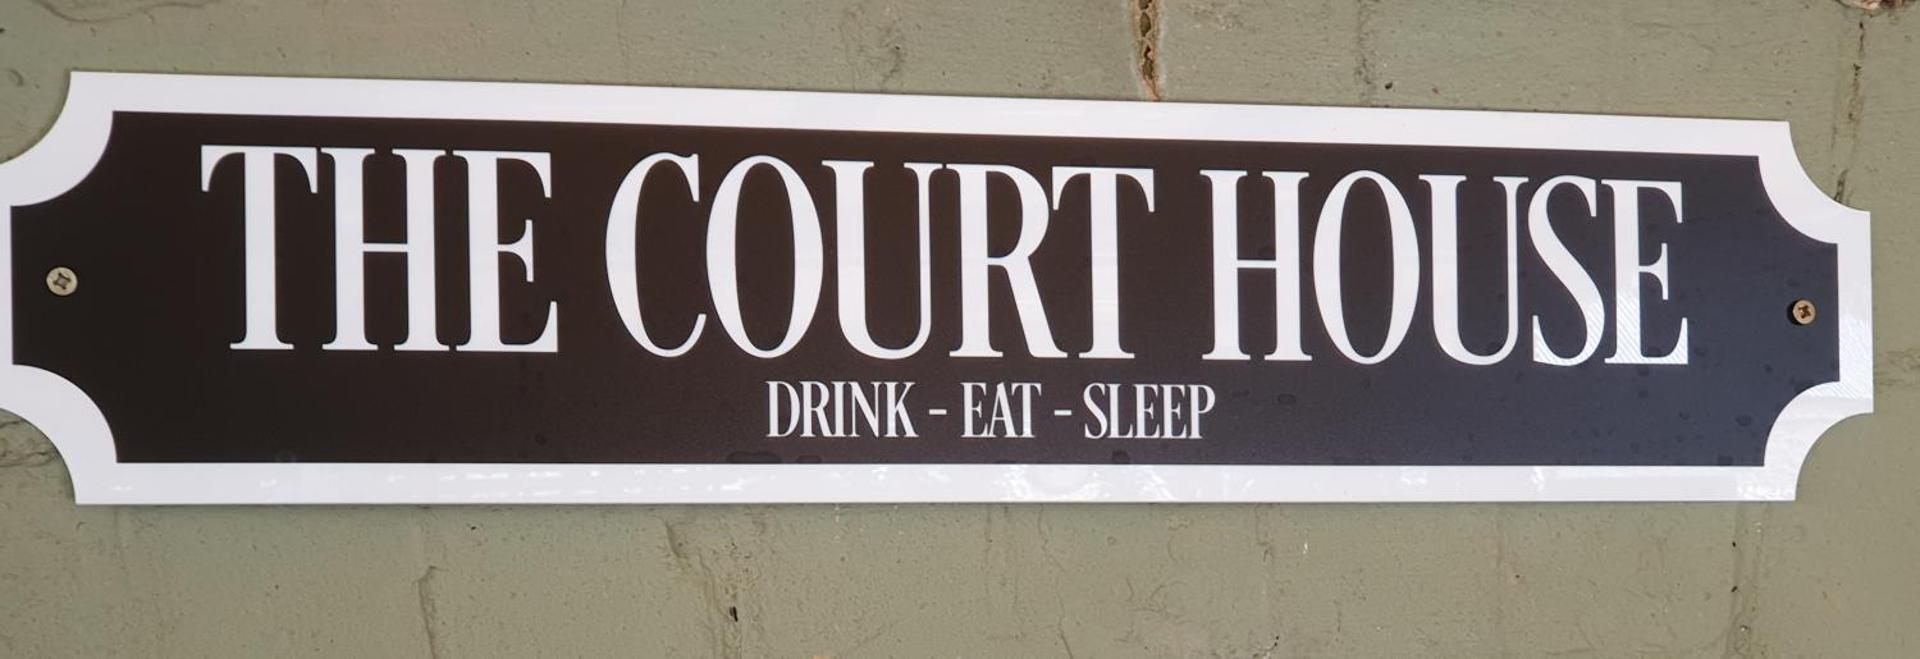 THE COURT HOUSE
DRINK - EAT - SLEEP